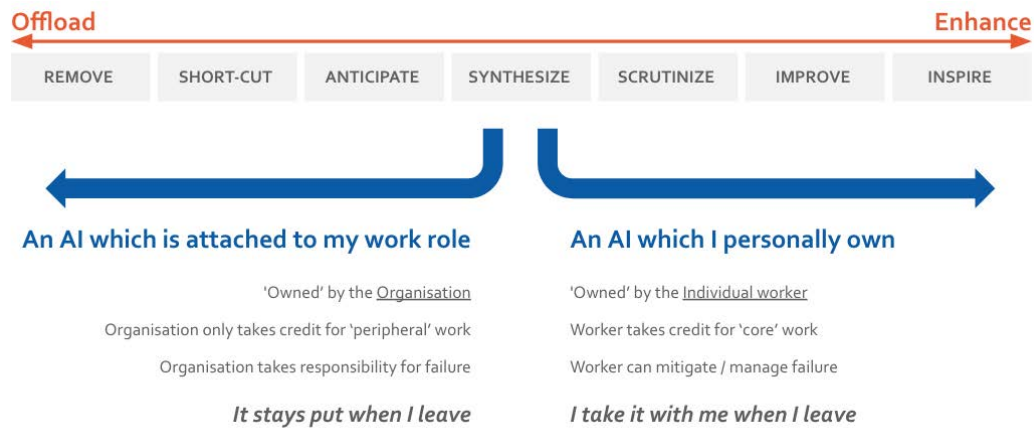 Offload
Enhance
REMOVE
SHORT-CUT
ANTICIPATE
SYNTHESIZE
SCRUTINIZE
IMPROVE
INSPIRE
An AI which is attached to my work role
'Owned' by the Organisation
Organisation only takes credit for 'peripheral' work
Organisation takes responsibility for failure
It stays put when I leave
An AI which I personally own
'Owned' by the Individual worker
Worker takes credit for 'core' work
Worker can mitigate / manage failure
I take it with me when I leave